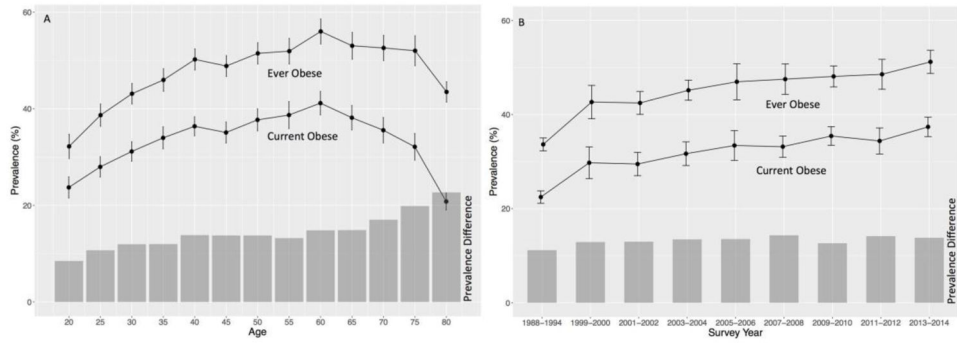 A
60
40
20
0
Prevalence (%)
Ever Obese
Current Obese
Prevalence Difference
20 25 30 35 40 45 50 55 60 65 70 75 80
Age
B
60
40
20
0
Prevalence (%)
Ever Obese
Current Obese
Prevalence Difference
1988–1994 1999–2000 2001–2002 2003–2004 2005–2006 2007–2008 2009–2010 2011–2012 2013–2014
Survey Year